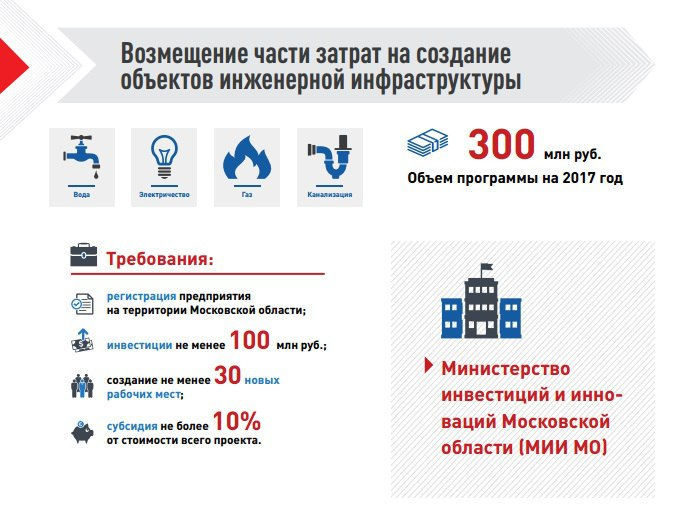 Возмещение части затрат на создание
объектов инженерной инфраструктуры
Вода
Электричество
Газ
Канализация
300 млн руб.
Объем программы на 2017 год
Требования:
регистрация предприятия
на территории Московской области;
инвестиции не менее 100 млн руб.;
создание не менее 30 новых
рабочих мест;
субсидия не более 10%
от стоимости всего проекта.
Министерство
инвестиций и инно-
ваций Московской
области (МИИ МО)